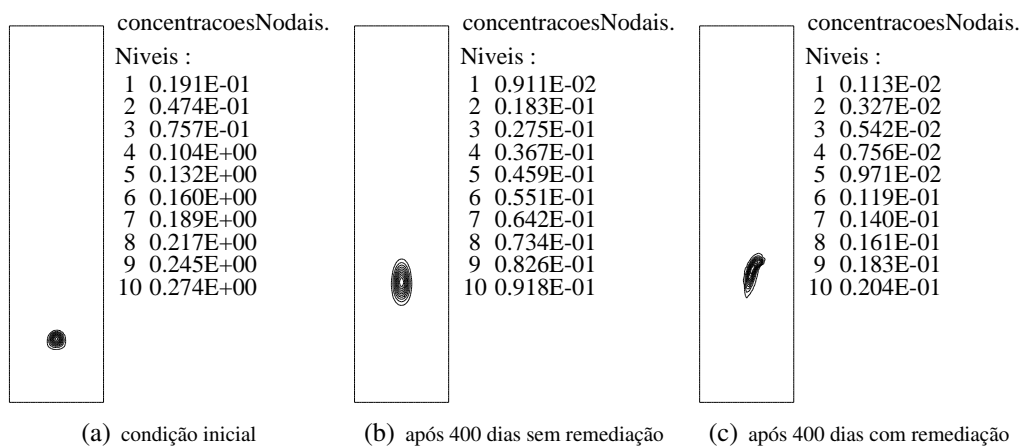 concentracoesNodais.
Niveis :
1 0.191E-01
2 0.474E-01
3 0.757E-01
4 0.104E+00
5 0.132E+00
6 0.160E+00
7 0.189E+00
8 0.217E+00
9 0.245E+00
10 0.274E+00
(a) condição inicial
concentracoesNodais.
Niveis :
1 0.911E-02
2 0.183E-01
3 0.275E-01
4 0.367E-01
5 0.459E-01
6 0.551E-01
7 0.642E-01
8 0.734E-01
9 0.826E-01
10 0.918E-01
(b) após 400 dias sem remediação
concentracoesNodais.
Niveis :
1 0.113E-02
2 0.327E-02
3 0.542E-02
4 0.756E-02
5 0.971E-02
6 0.119E-01
7 0.140E-01
8 0.161E-01
9 0.183E-01
10 0.204E-01
(c) após 400 dias com remediação